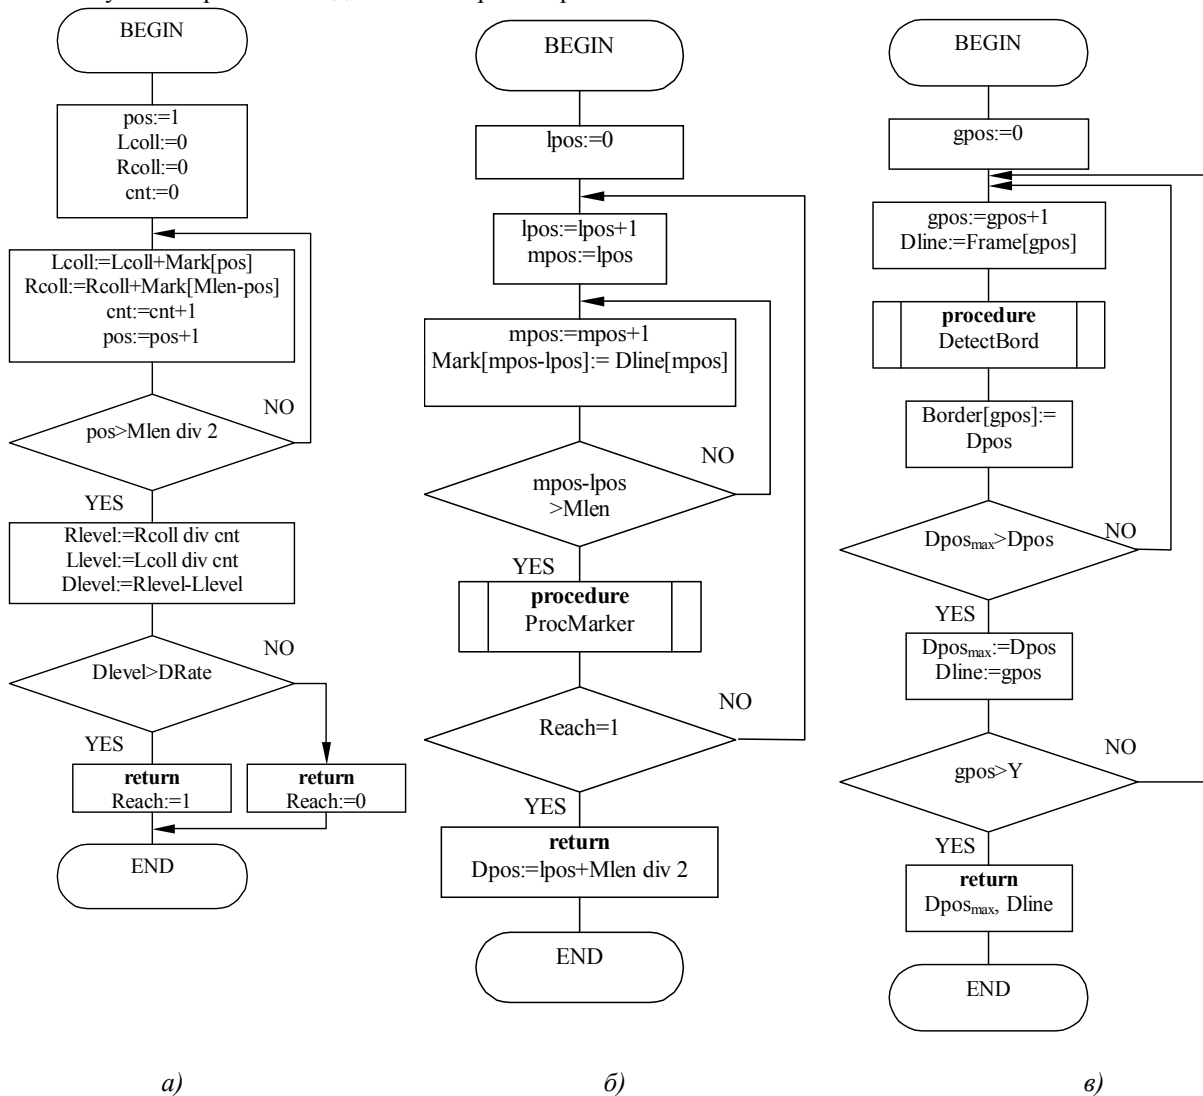 BEGIN
pos:=1
Lcoll:=0
Rcoll:=0
cnt:=0
Lcoll:=Lcoll+Mark[pos]
Rcoll:=Rcoll+Mark[Mlen-pos]
cnt:=cnt+1
pos:=pos+1
NO
pos>Mlen div 2
YES
Rlevel:=Rcoll div cnt
Llevel:=Lcoll div cnt
Dlevel:=Rlevel-Llevel
NO
Dlevel>DRate
YES
return
Reach:=1
return
Reach:=0
END
а)
BEGIN
lpos:=0
lpos:=lpos+1
mpos:=lpos
mpos:=mpos+1
Mark[mpos-lpos]:= Dline[mpos]
NO
mpos-lpos
>Mlen
YES
procedure
ProcMarker
NO
Reach=1
YES
return
Dpos:=lpos+Mlen div 2
END
б)
BEGIN
gpos:=0
gpos:=gpos+1
Dline:=Frame[gpos]
procedure
DetectBord
Border[gpos]:=
Dpos
NO
Dposmax>Dpos
YES
Dposmax:=Dpos
Dline:=gpos
NO
gpos>Y
YES
return
Dposmax, Dline
END
в)